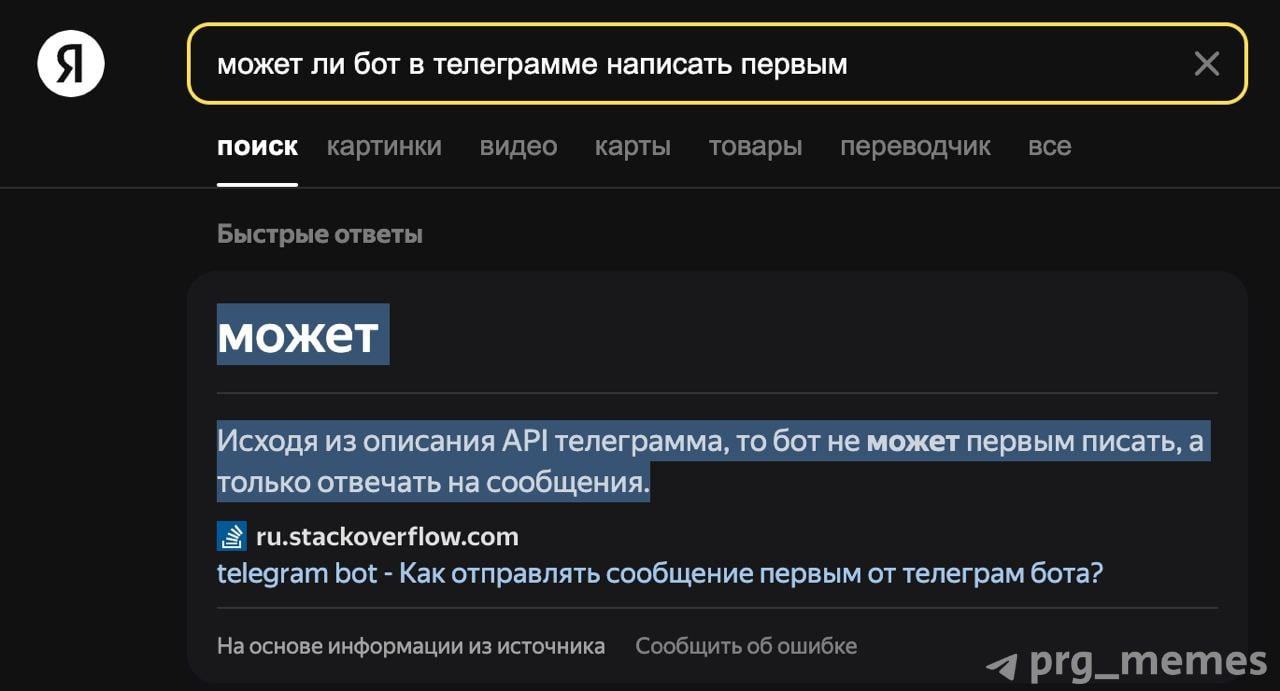 Я
может ли бот в телеграмме написать первым
поиск картинки видео карты товары переводчик все
Быстрые ответы
может
Исходя из описания API телеграмма, то бот не может первым писать, а
только отвечать на сообщения.
ru.stackoverflow.com
telegram bot - Как отправлять сообщение первым от телеграм бота?
На основе информации из источника Сообщить об ошибке
prg_memes